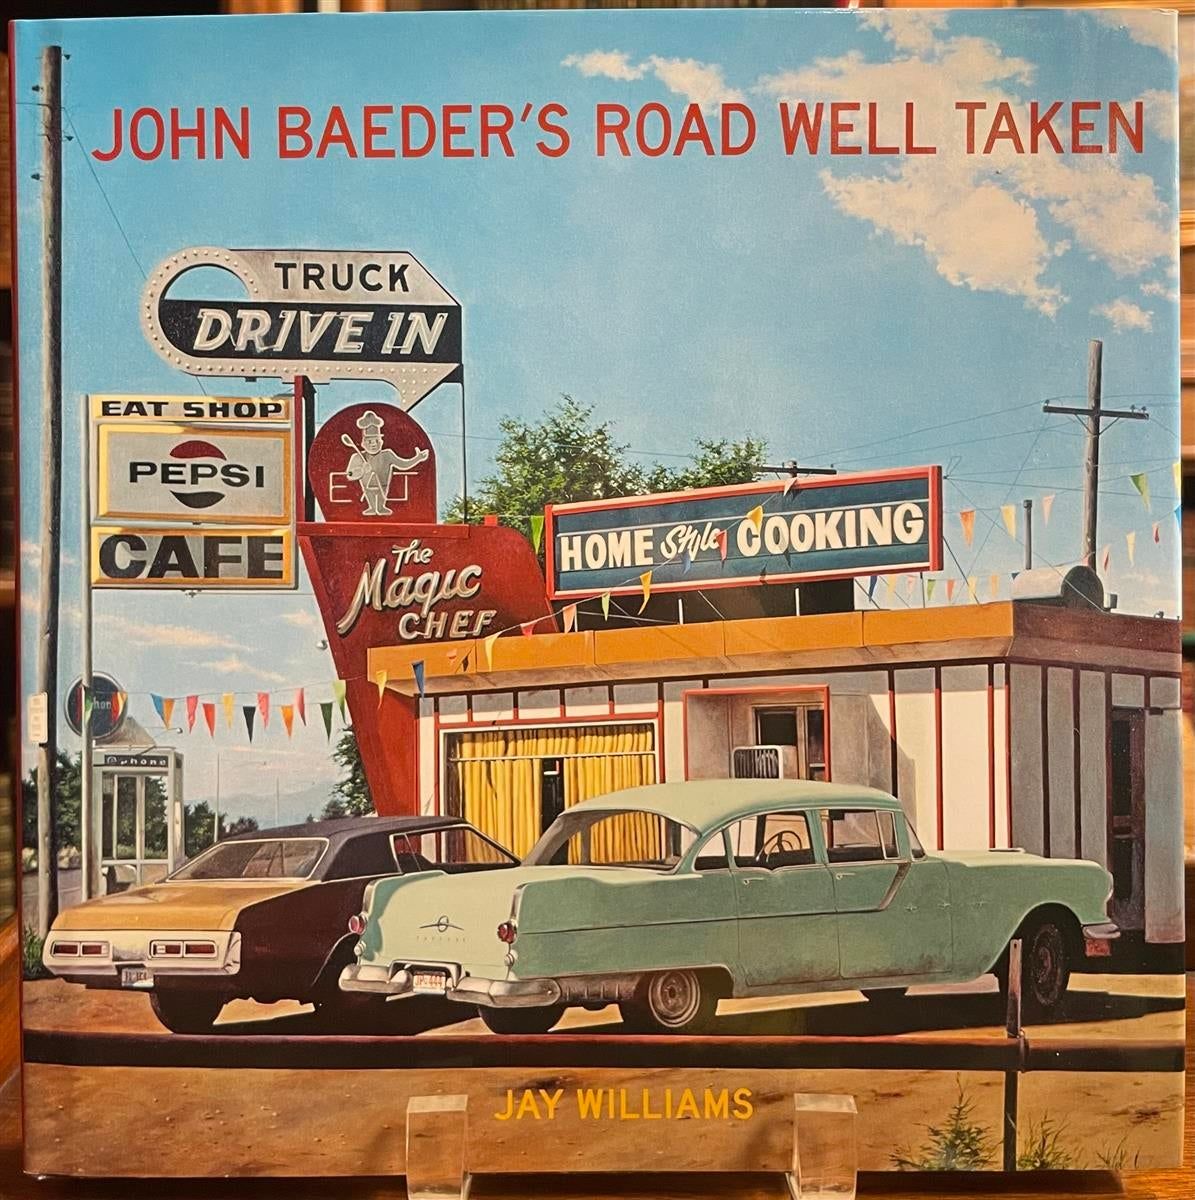 JOHN BAEDER'S ROAD WELL TAKEN
TRUCK
DRIVE IN
EAT SHOP
PEPSI
CAFE
EAT
The
Magic
CHEF
HOME Style COOKING
phone
JAY WILLIAMS